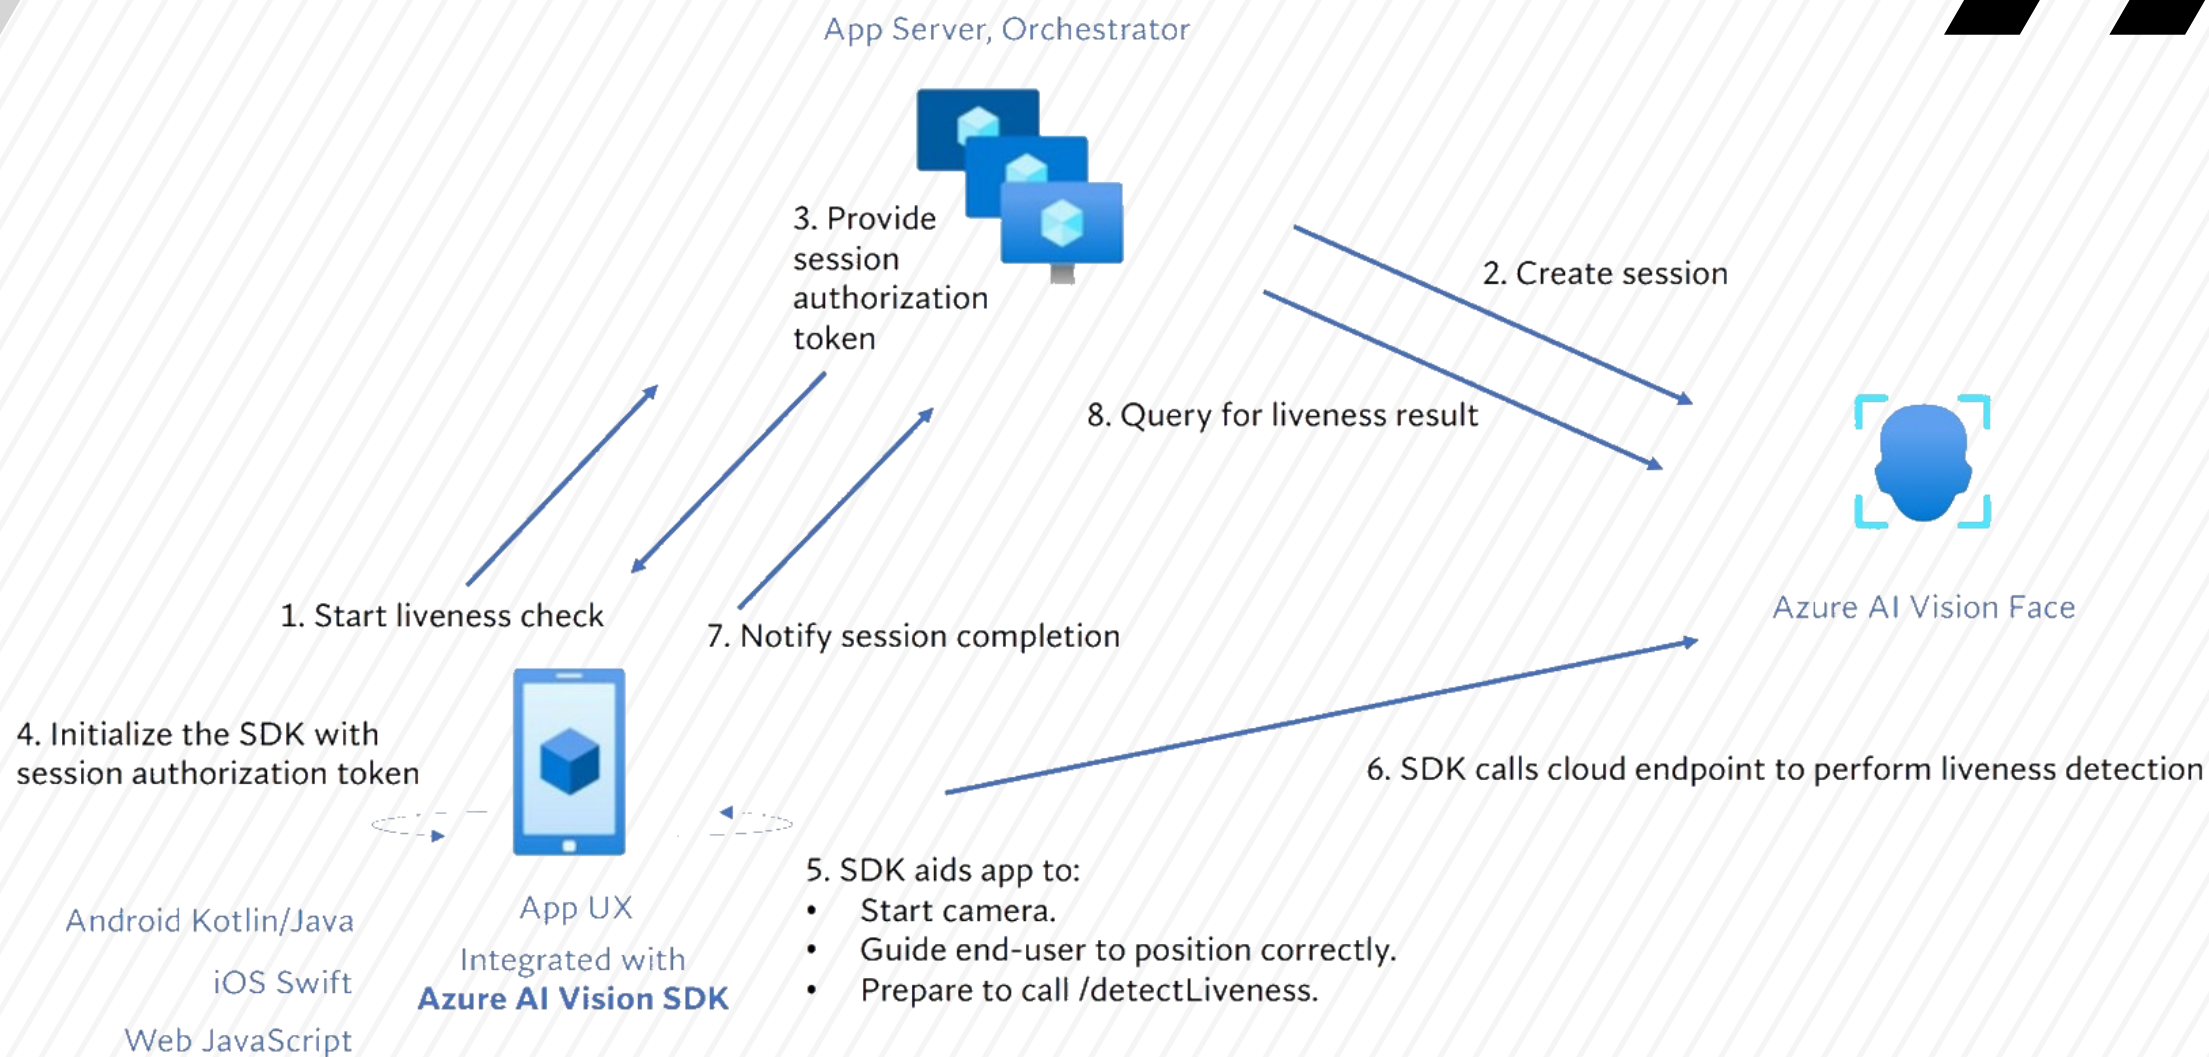 App Server, Orchestrator
3. Provide
session
authorization
token
2. Create session
8. Query for liveness result
Azure AI Vision Face
1. Start liveness check
7. Notify session completion
4. Initialize the SDK with
session authorization token
6. SDK calls cloud endpoint to perform liveness detection
5. SDK aids app to:
• Start camera.
• Guide end-user to position correctly.
• Prepare to call /detectLiveness.
App UX
Integrated with
Azure AI Vision SDK
Android Kotlin/Java
iOS Swift
Web JavaScript